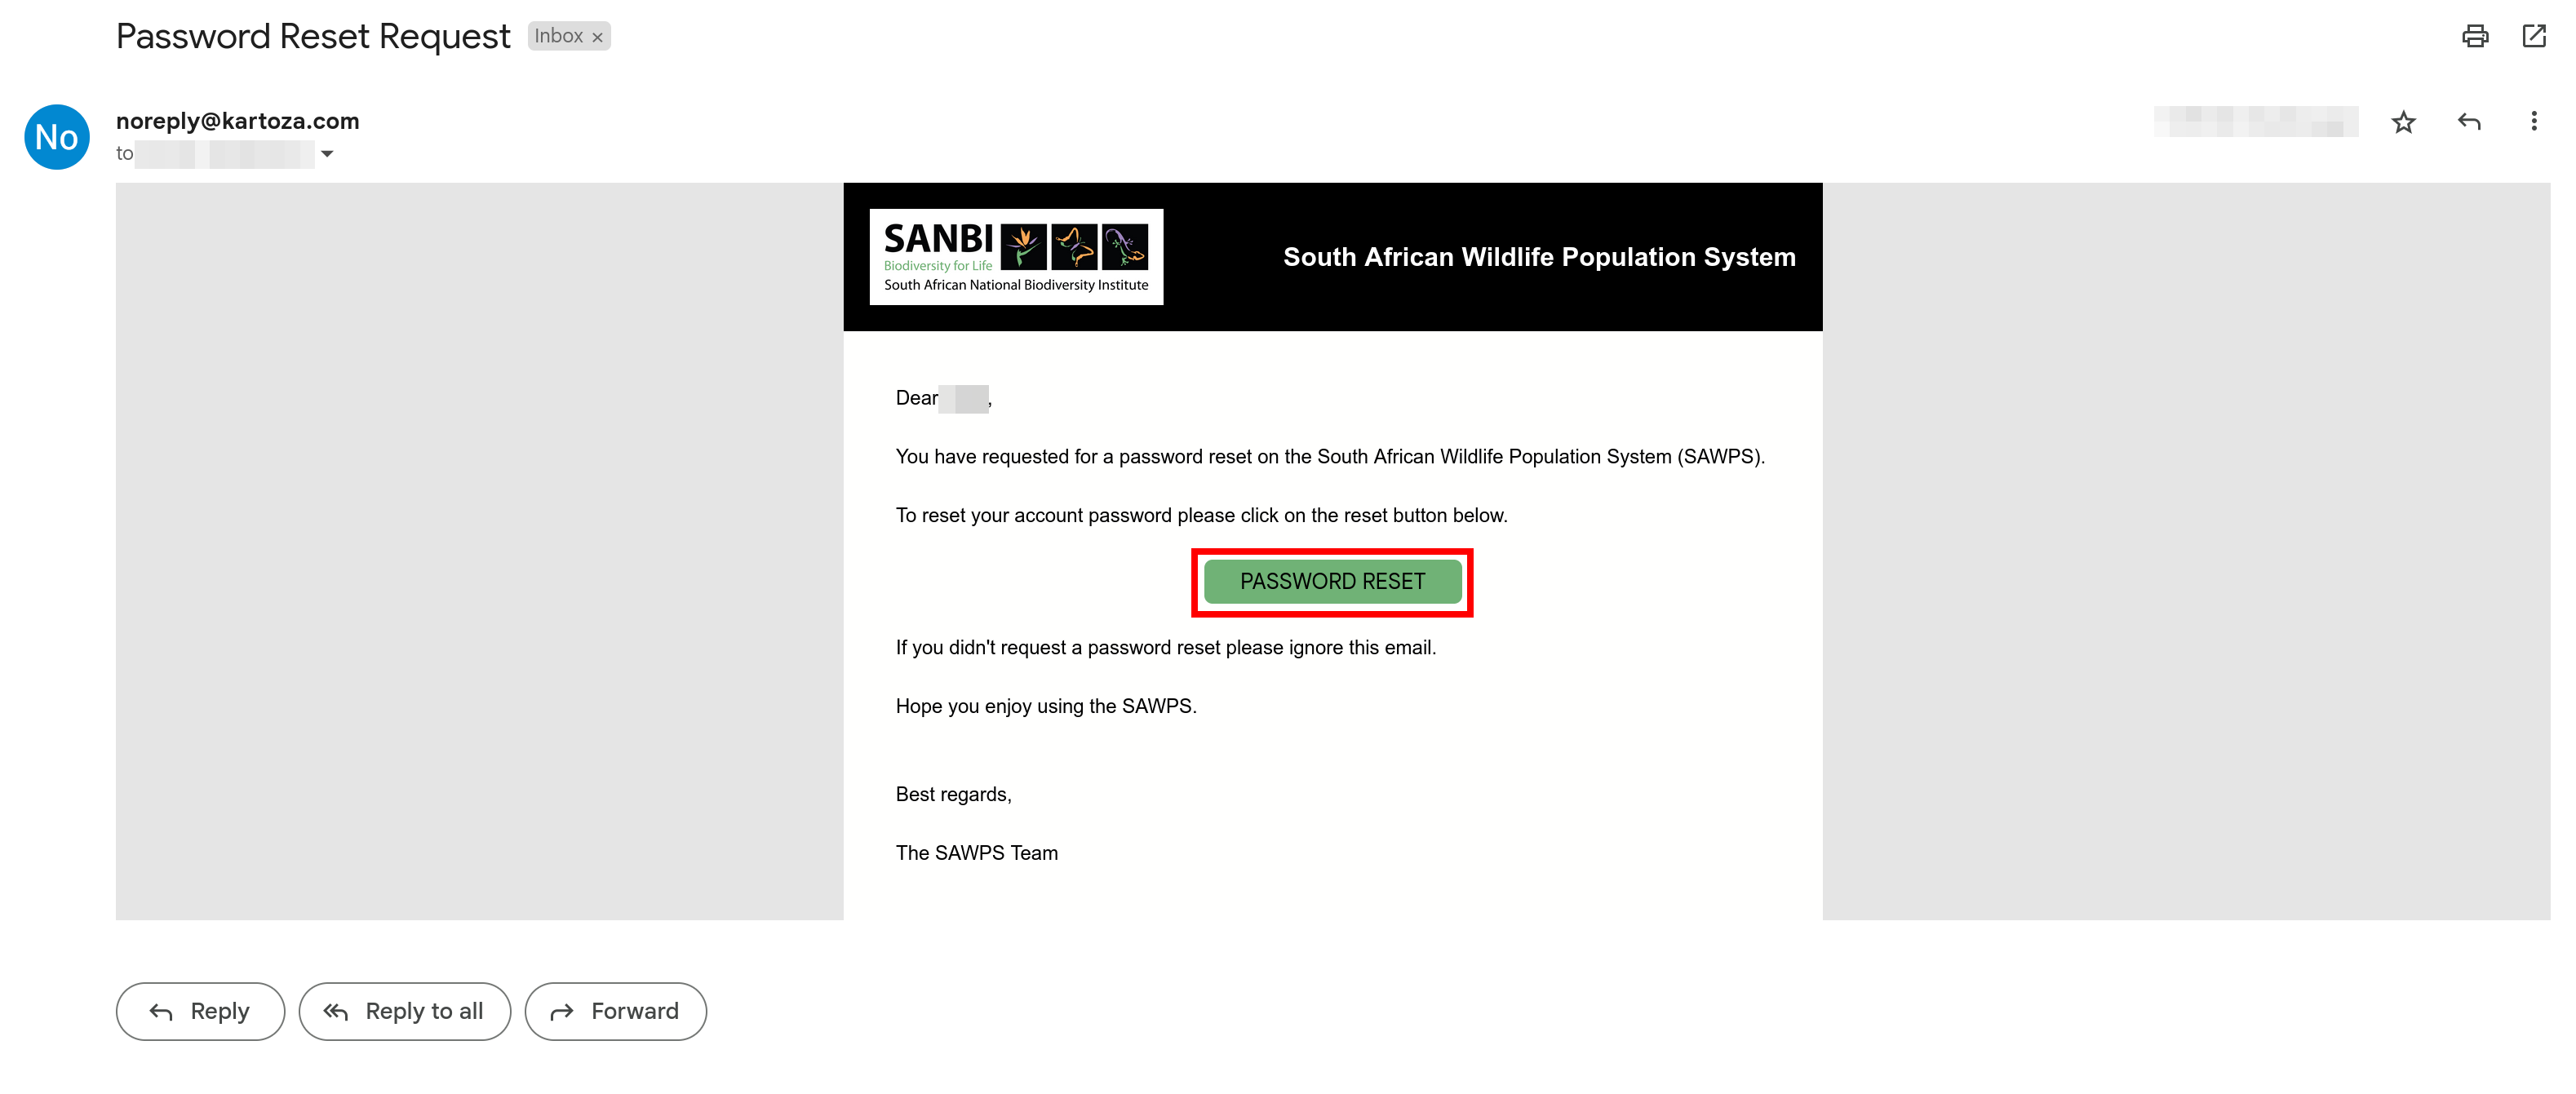 Password Reset Request Inbox ×
No
noreply@kartoza.com
to
SANBI
Biodiversity for Life
South African National Biodiversity Institute
South African Wildlife Population System
Dear ,
You have requested for a password reset on the South African Wildlife Population System (SAWPS).
To reset your account password please click on the reset button below.
PASSWORD RESET
If you didn't request a password reset please ignore this email.
Hope you enjoy using the SAWPS.
Best regards,
The SAWPS Team
Reply Reply to all Forward